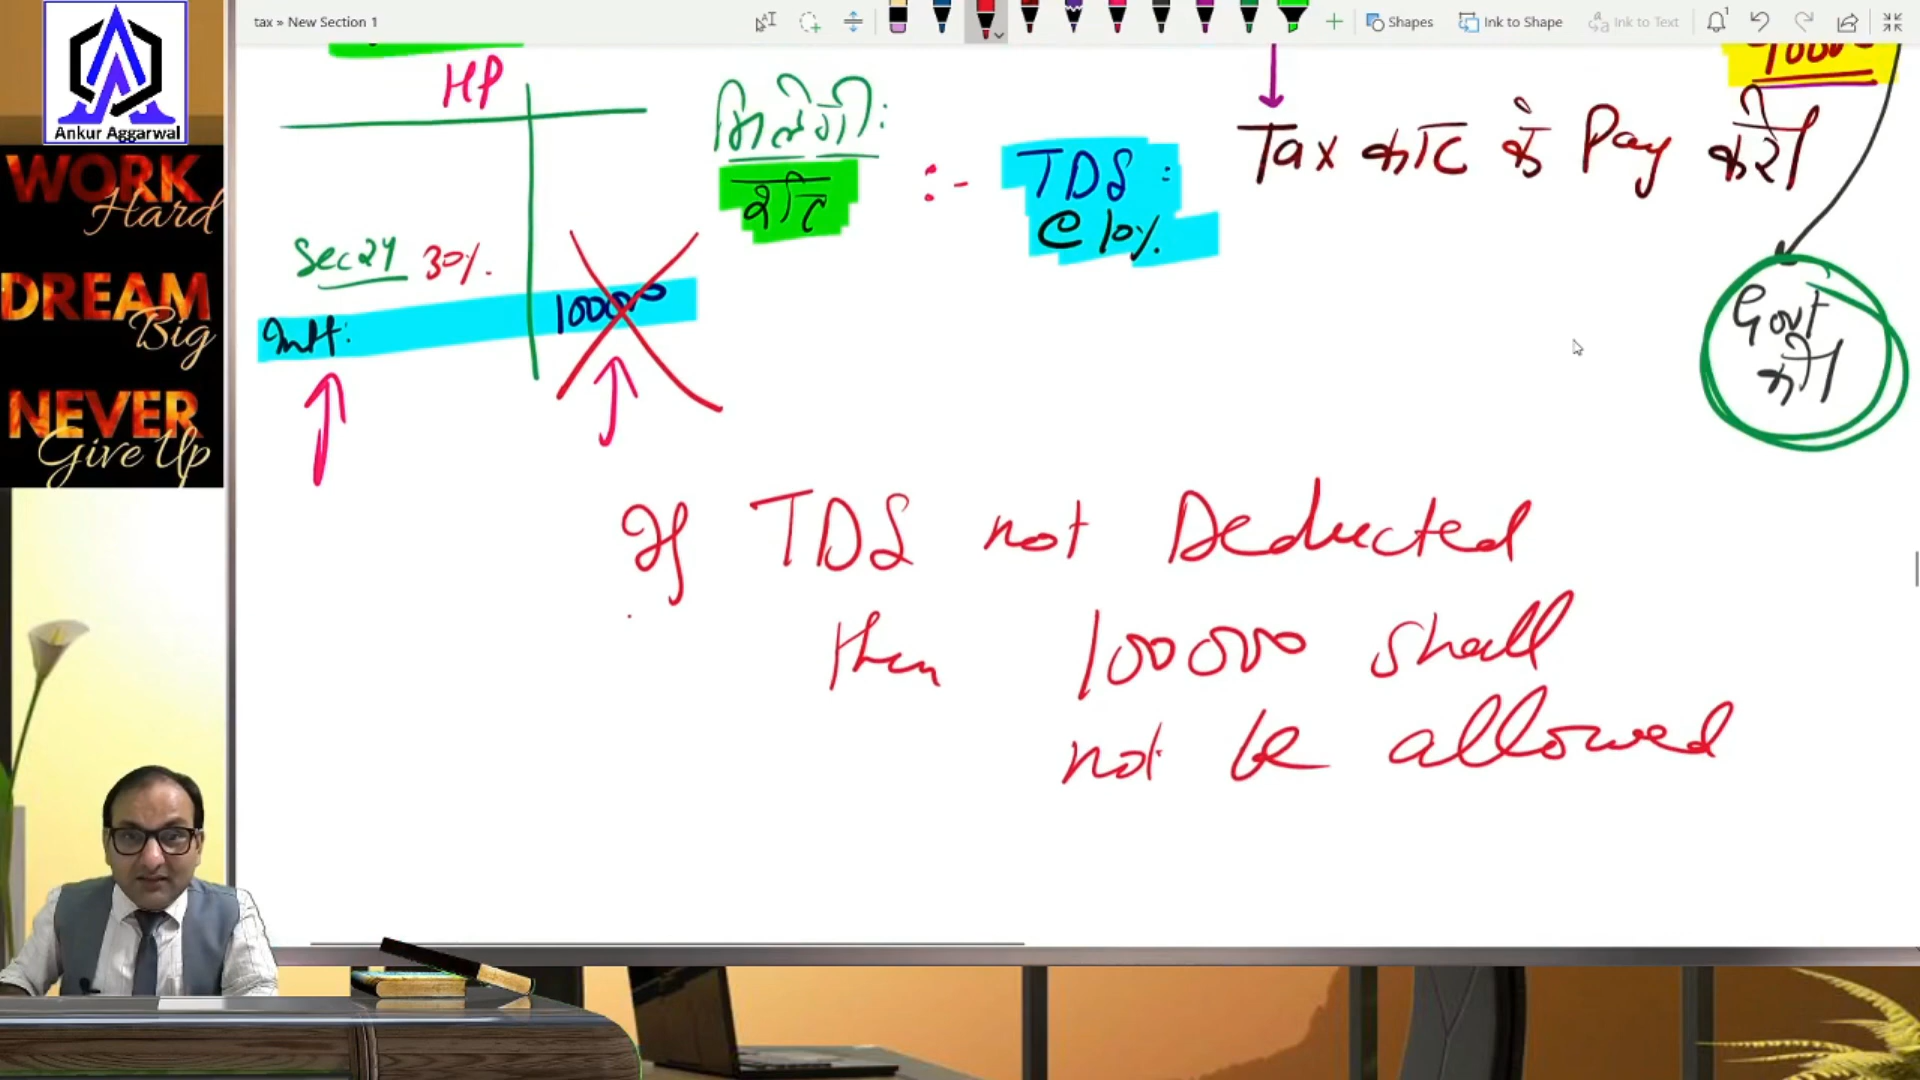 tax » New Section 1
Shapes
Ink to Shape
Ink to Text
Ankur Aggarwal
WORK
Hard
DREAM
Big
NEVER
Give Up
HP
मिलेगी:
शर्त
:- TDS:
@ 10%.
Tax काट के Pay करेगी
Sec 24 30%.
Intt:
100000
Govt
को
If TDS not Deducted
then 100000 shall
not be allowed